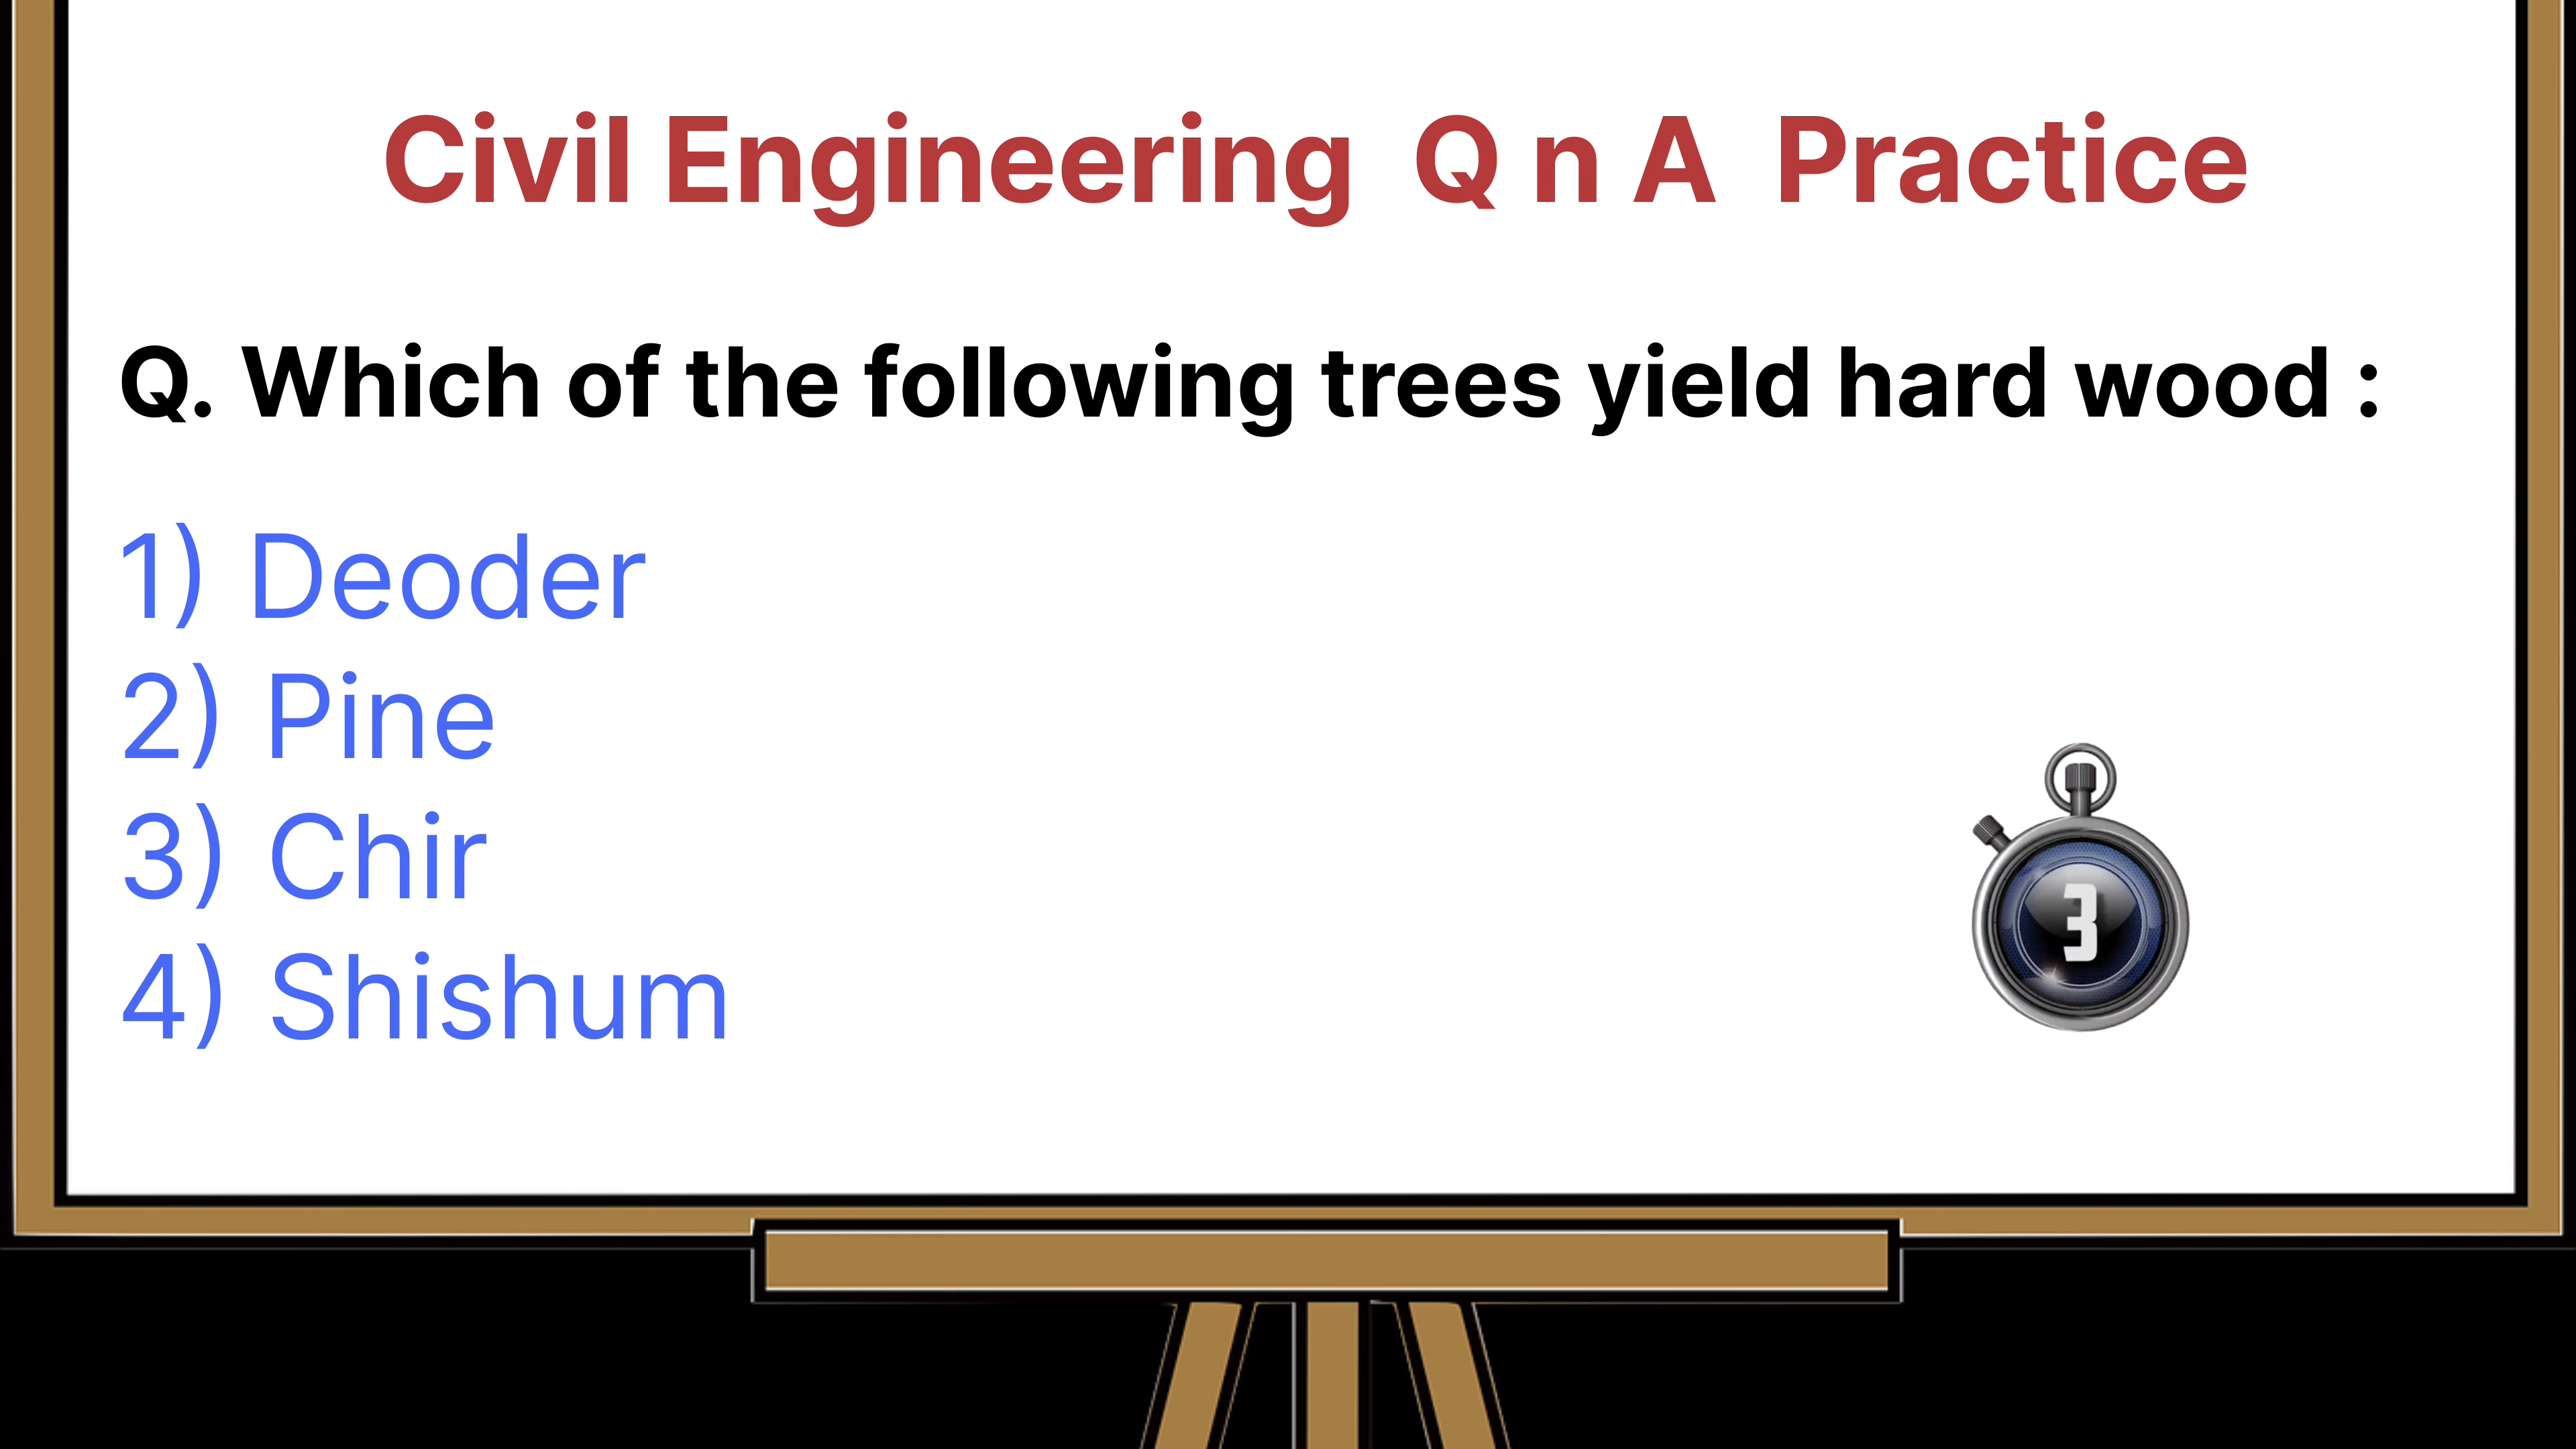 Civil Engineering Q n A Practice
Q. Which of the following trees yield hard wood :
1) Deoder
2) Pine
3) Chir
4) Shishum
3